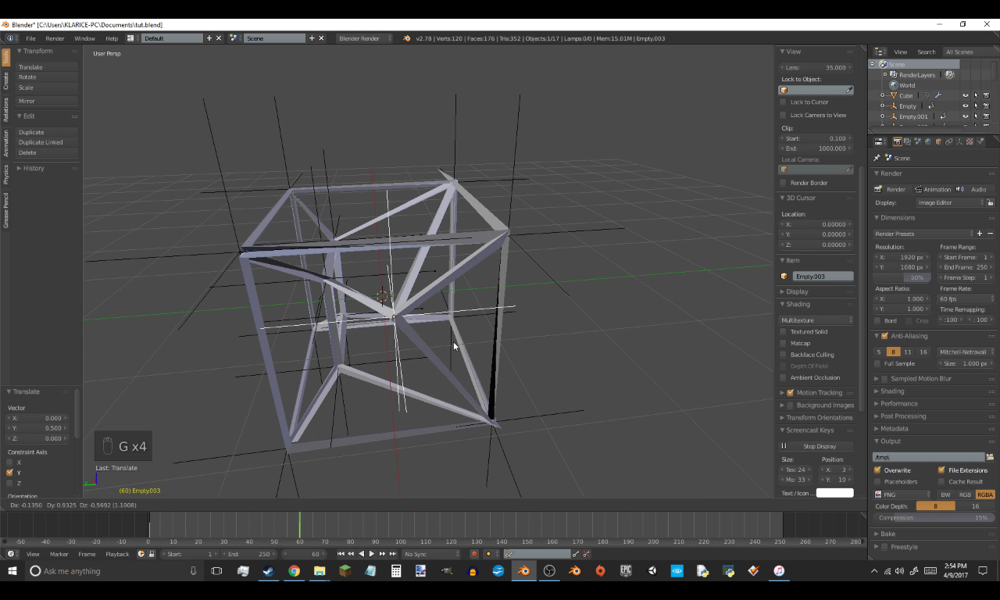 Blender* [C:\Users\KLARICE-PC\Documents\tut.blend]
File Render Window Help Default Scene Blender Render v2.78 | Verts:120 | Faces:176 | Tris:352 | Objects:1/17 | Lamps:0/0 | Mem:15.01M | Empty.003
Tools
Create
Relations
Animation
Physics
Grease Pencil
Transform
Translate
Rotate
Scale
Mirror
Edit
Duplicate
Duplicate Linked
Delete
History
Translate
Vector
X: 0.000
Y: 0.500
Z: 0.000
Constraint Axis
X
Y
Z
Orientation
User Persp
G x4
Last: Translate
(60) Empty.003
View
Lens: 35.000
Lock to Object:
Lock to Cursor
Lock Camera to View
Clip:
Start: 0.100
End: 1000.000
Local Camera:
Render Border
3D Cursor
Location:
X: 0.00000
Y: 0.00000
Z: 0.00000
Item
Empty.003
Display
Shading
Multitexture
Textured Solid
Matcap
Backface Culling
Depth Of Field
Ambient Occlusion
Motion Tracking
Background Images
Transform Orientations
Screencast Keys
Stop Display
Size: Position:
Tex: 24 X: 3
Mo: 33 Y: 10
Text / Icon ...
View Search All Scenes
Scene
RenderLayers
World
Cube
Empty
Empty.001
Scene
Render
Render Animation Audio
Display: Image Editor
Dimensions
Render Presets
Resolution: Frame Range:
X: 1920 px Start Frame: 1
Y: 1080 px End Frame: 250
50% Frame Step: 1
Aspect Ratio: Frame Rate:
X: 1.000 60 fps
Y: 1.000 Time Remapping:
Bord Crop :100 : 100
Anti-Aliasing
5 8 11 16 Mitchell-Netravali
Full Sample Size: 1.000 px
Sampled Motion Blur
Shading
Performance
Post Processing
Metadata
Output
/tmp\
Overwrite File Extensions
Placeholders Cache Result
PNG BW RGB RGBA
Color Depth: 8 16
Compression: 15%
Bake
Freestyle
Dx: -0.1350 Dy: 0.9325 Dz: -0.5692 (1.1008)
-50 -40 -30 -20 -10 0 10 20 30 40 50 60 70 80 90 100 110 120 130 140 150 160 170 180 190 200 210 220 230 240 250 260 270 280
View Marker Frame Playback Start: 1 End: 250 60 No Sync
Ask me anything
EPIC GAMES
2:54 PM
4/9/2017